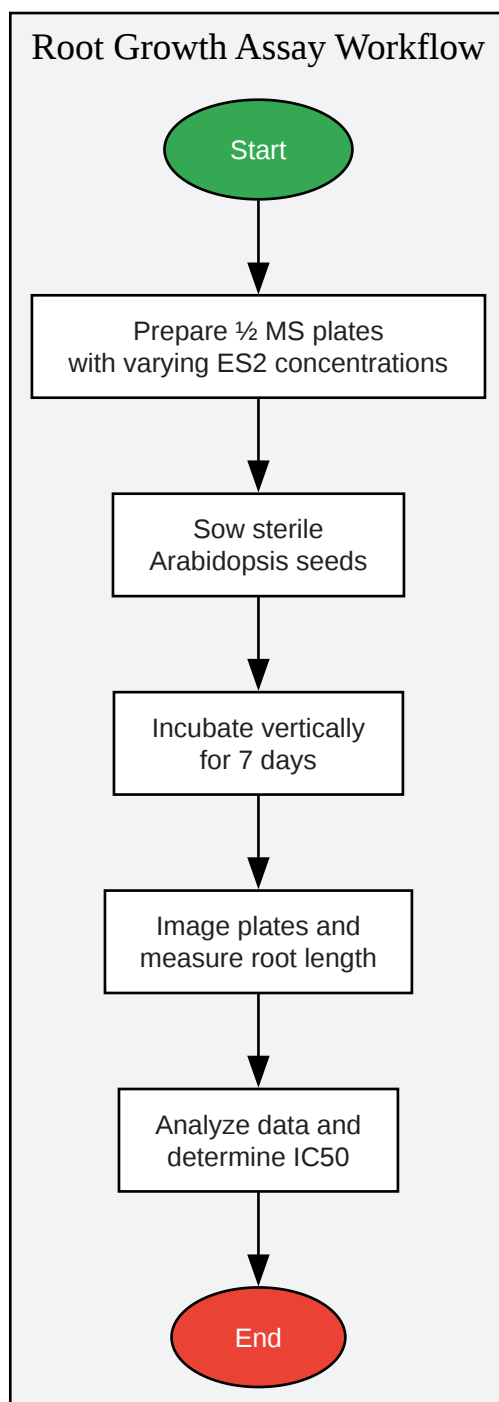 Root Growth Assay Workflow
Start
Prepare ½ MS plates
with varying ES2 concentrations
Sow sterile
Arabidopsis seeds
Incubate vertically
for 7 days
Image plates and
measure root length
Analyze data and
determine IC50
End